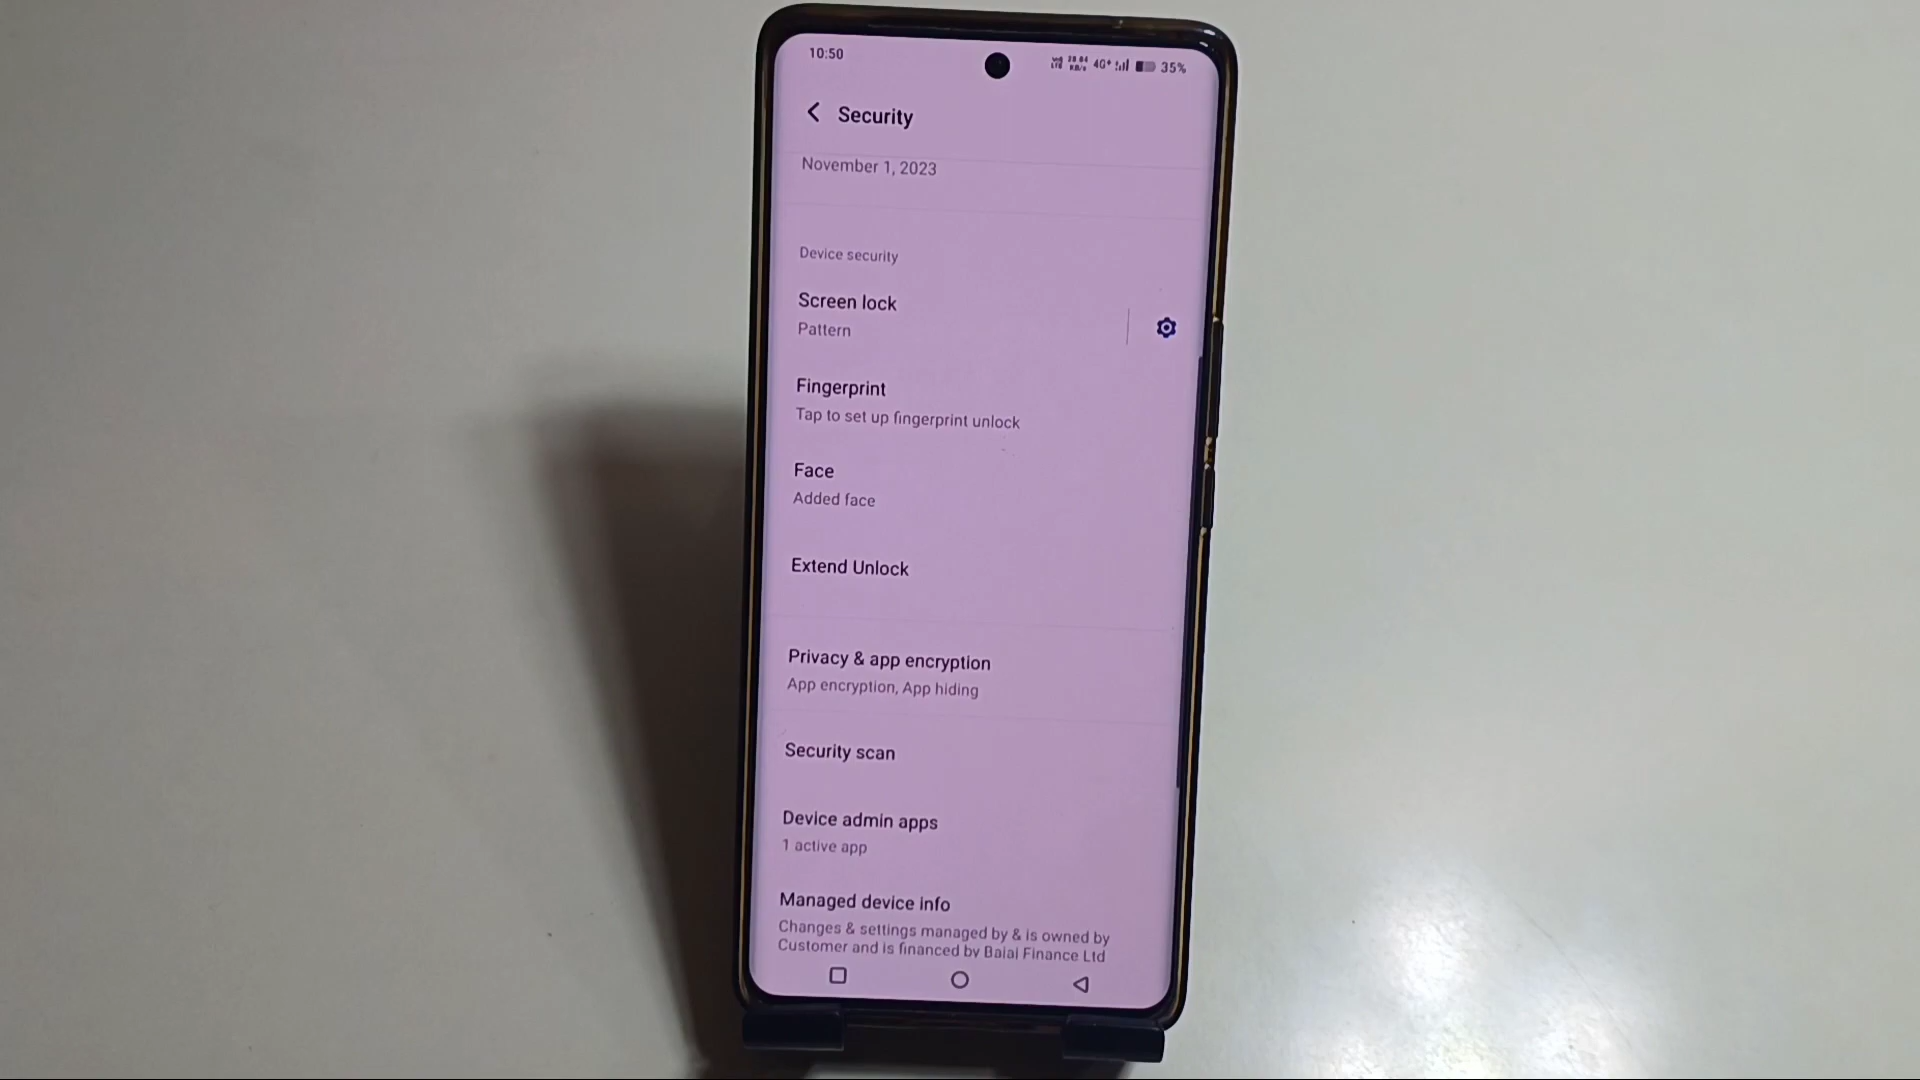 10:50
4G+ 35%
Security
November 1, 2023
Device security
Screen lock
Pattern
Fingerprint
Tap to set up fingerprint unlock
Face
Added face
Extend Unlock
Privacy & app encryption
App encryption, App hiding
Security scan
Device admin apps
1 active app
Managed device info
Changes & settings managed by & is owned by
Customer and is financed by Bajaj Finance Ltd